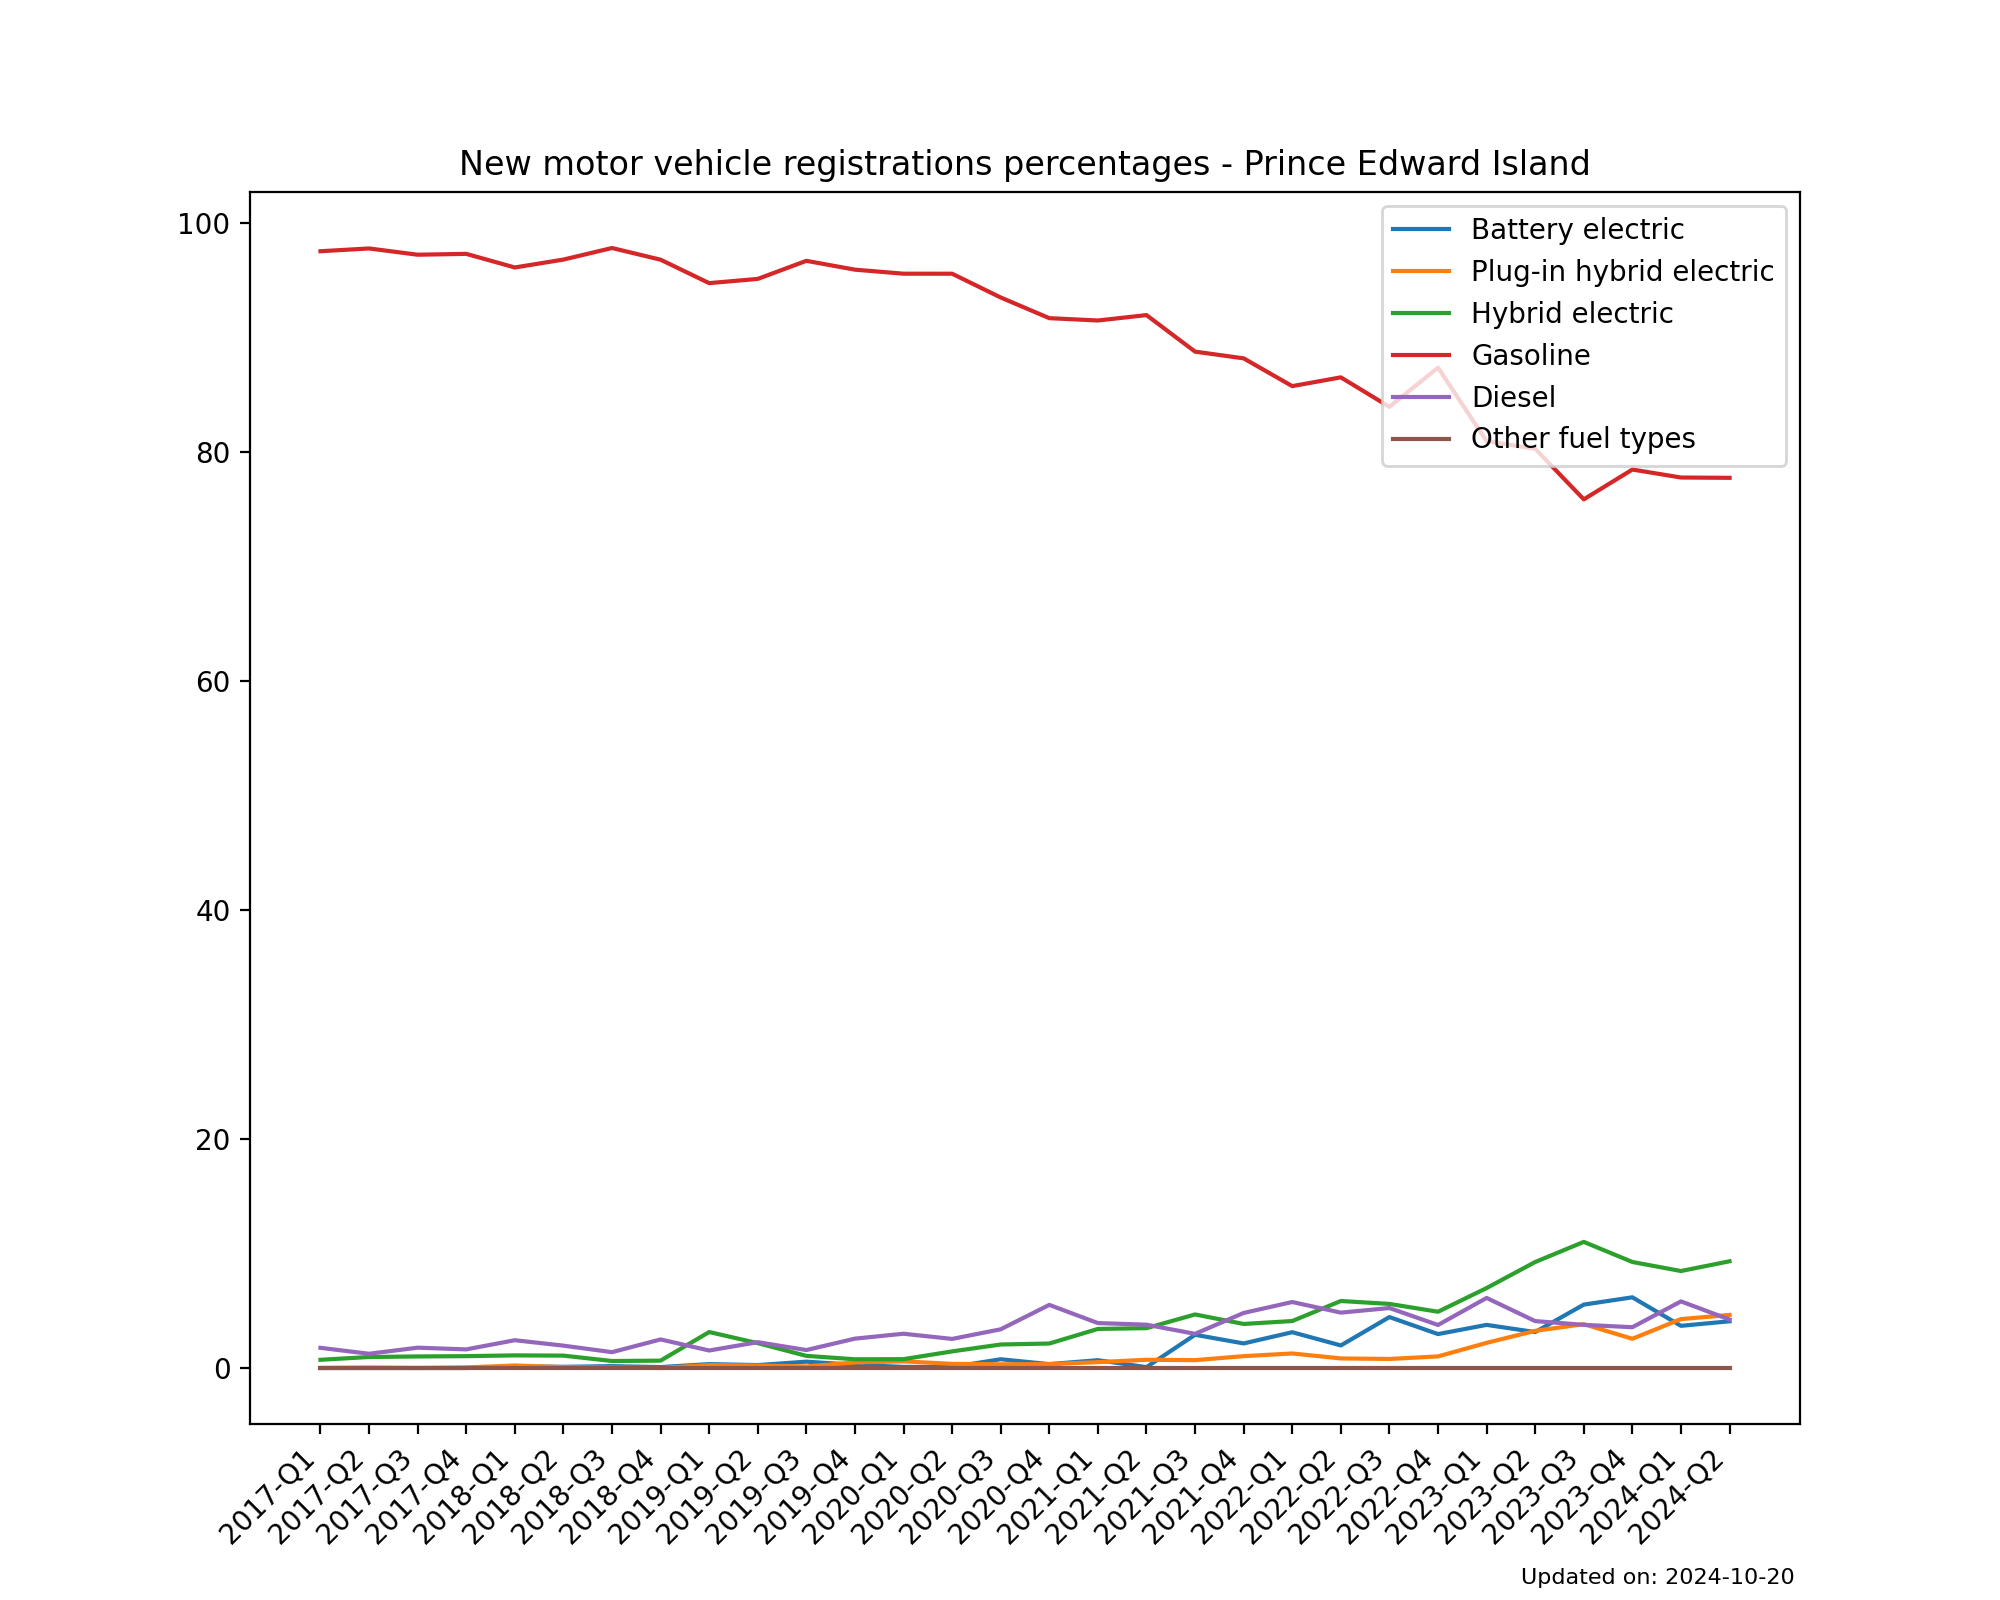 New motor vehicle registrations percentages - Prince Edward Island
100
80
60
40
20
0
Battery electric
Plug-in hybrid electric
Hybrid electric
Gasoline
Diesel
Other fuel types
2017-Q1
2017-Q2
2017-Q3
2017-Q4
2018-Q1
2018-Q2
2018-Q3
2018-Q4
2019-Q1
2019-Q2
2019-Q3
2019-Q4
2020-Q1
2020-Q2
2020-Q3
2020-Q4
2021-Q1
2021-Q2
2021-Q3
2021-Q4
2022-Q1
2022-Q2
2022-Q3
2022-Q4
2023-Q1
2023-Q2
2023-Q3
2023-Q4
2024-Q1
2024-Q2
Updated on: 2024-10-20